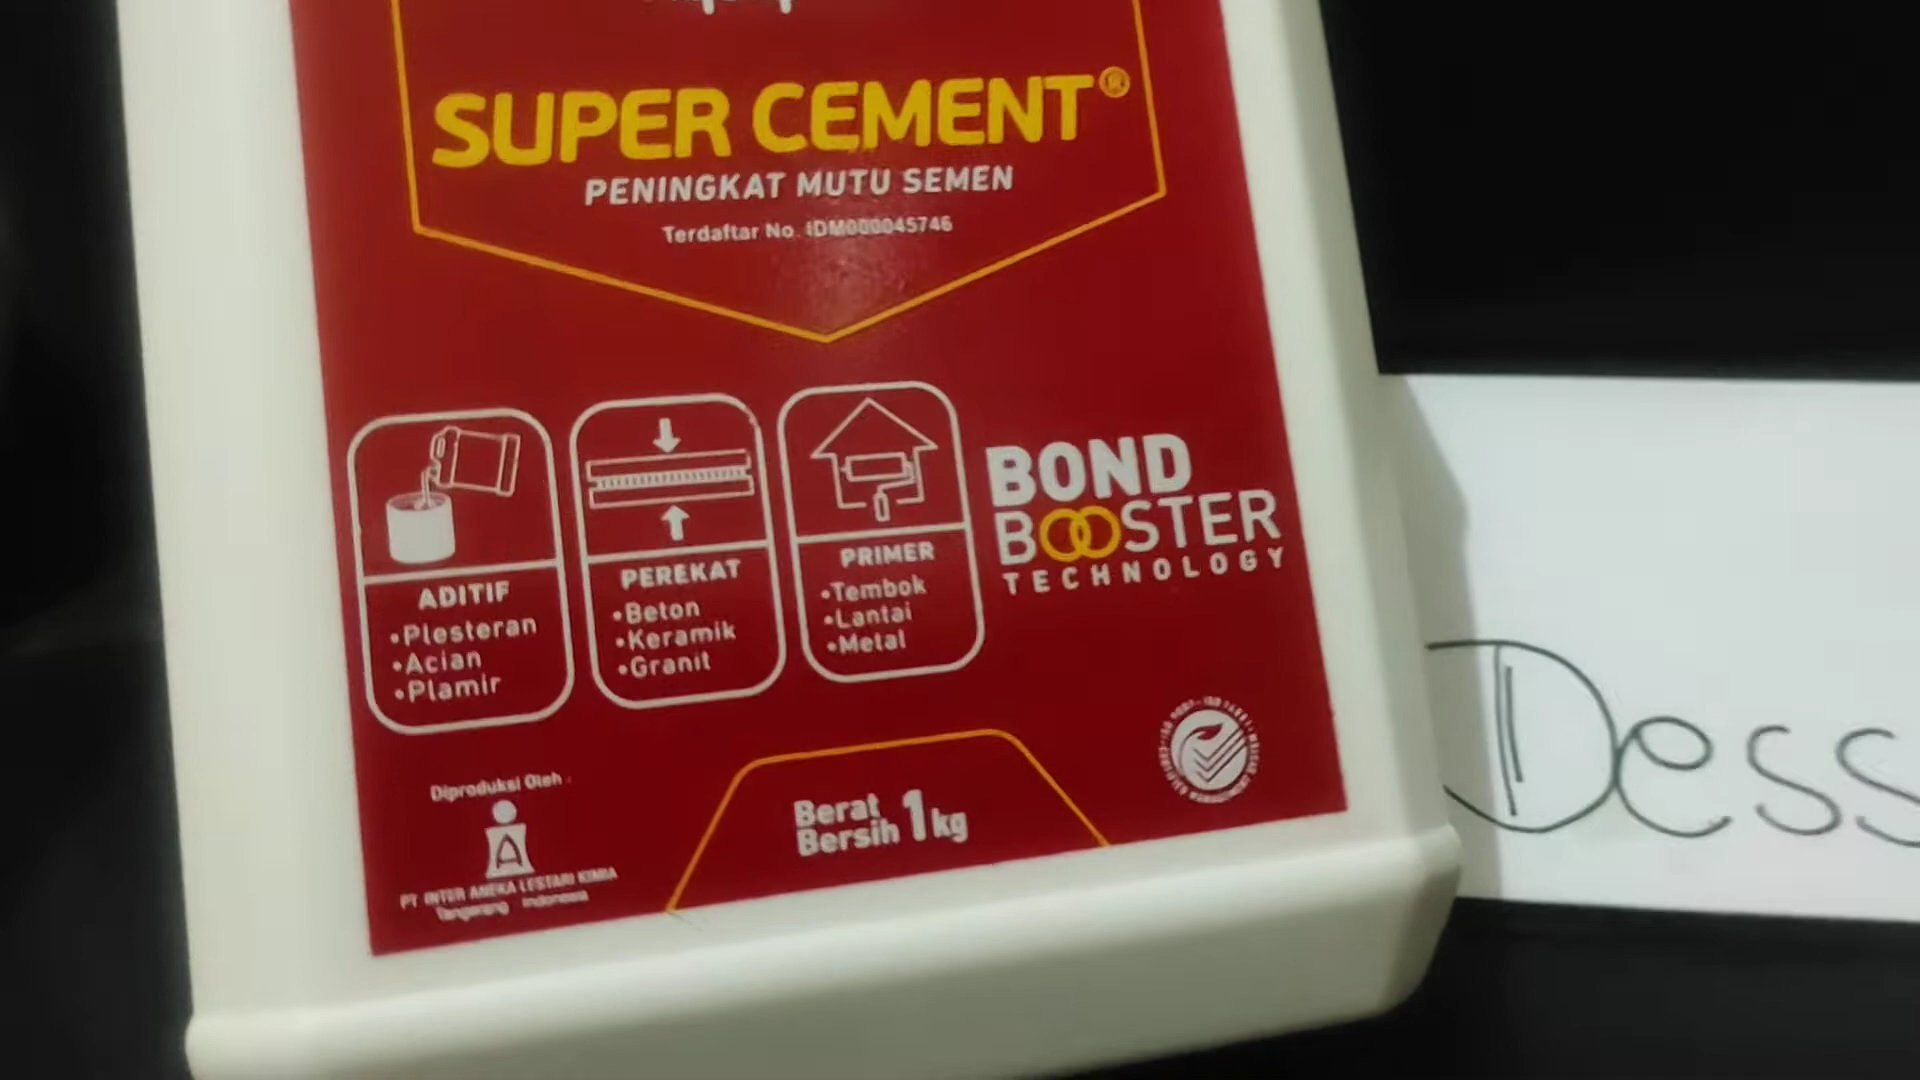 SUPER CEMENT®
PENINGKAT MUTU SEMEN
Terdaftar No. IDM000045746
ADITIF
•Plesteran
•Acian
•Plamir
PEREKAT
•Beton
•Keramik
•Granit
PRIMER
•Tembok
•Lantai
•Metal
BOND
BOOSTER
TECHNOLOGY
Diproduksi Oleh
PT INTER ANEKA LESTARI KIMIA
Tangerang Indonesia
Berat
Bersih 1 kg
Dess